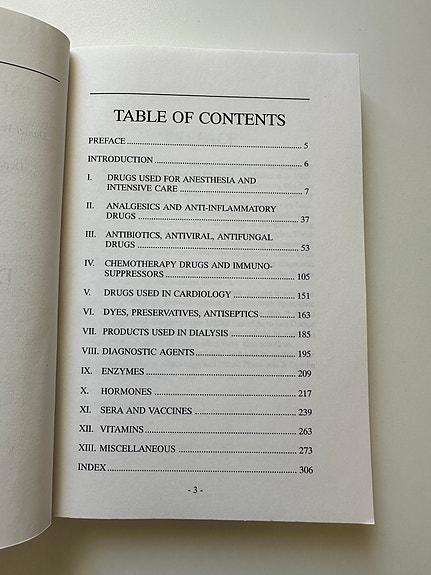 TABLE OF CONTENTS
PREFACE 5
INTRODUCTION 6
I. DRUGS USED FOR ANESTHESIA AND
INTENSIVE CARE 7
II. ANALGESICS AND ANTI-INFLAMMATORY
DRUGS 37
III. ANTIBIOTICS, ANTIVIRAL, ANTIFUNGAL
DRUGS 53
IV. CHEMOTHERAPY DRUGS AND IMMUNO-
SUPPRESSORS 105
V. DRUGS USED IN CARDIOLOGY 151
VI. DYES, PRESERVATIVES, ANTISEPTICS 163
VII. PRODUCTS USED IN DIALYSIS 185
VIII. DIAGNOSTIC AGENTS 195
IX. ENZYMES 209
X. HORMONES 217
XI. SERA AND VACCINES 239
XII. VITAMINS 263
XIII. MISCELLANEOUS 273
INDEX 306
- 3 -